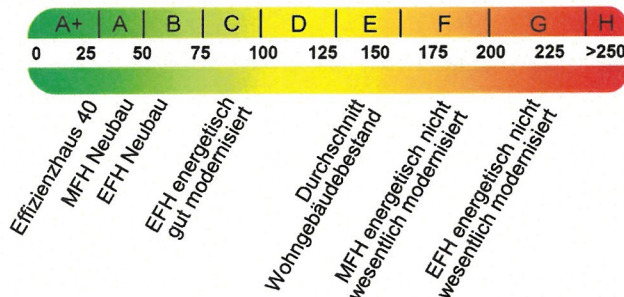 A+ A B C D E F G H
0 25 50 75 100 125 150 175 200 225 >250
Effizienzhaus 40
MFH Neubau
EFH Neubau
EFH energetisch
gut modernisiert
Durchschnitt
Wohngebäudebestand
MFH energetisch nicht
wesentlich modernisiert
EFH energetisch nicht
wesentlich modernisiert